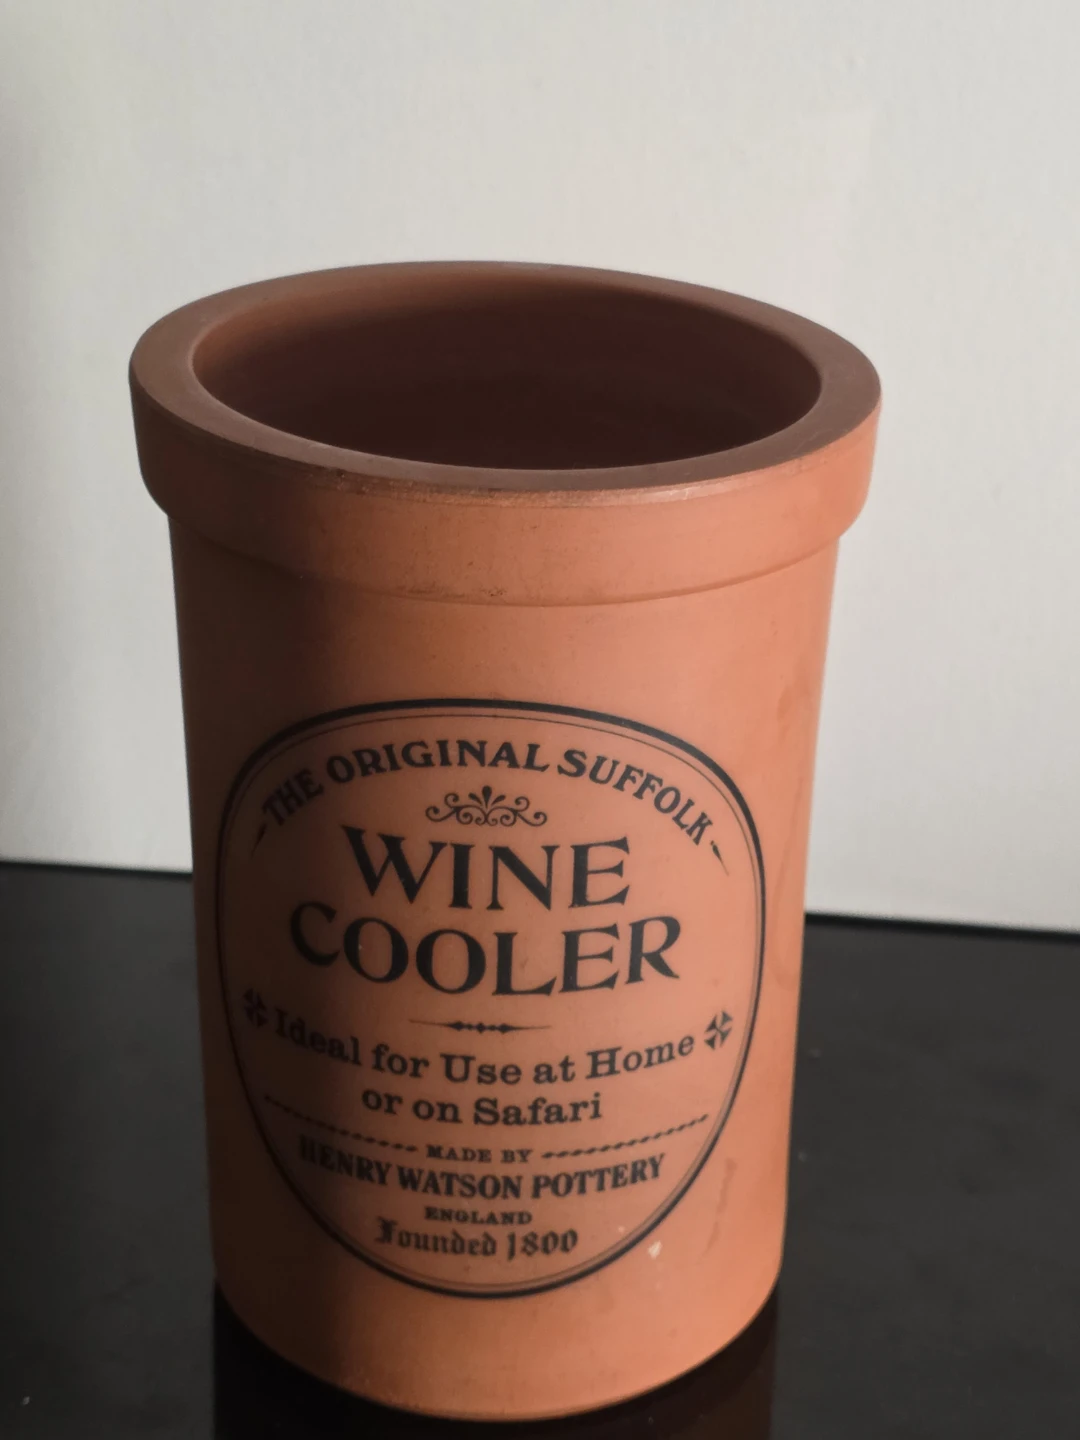 THE ORIGINAL SUFFOLK
WINE
COOLER
Ideal for Use at Home
or on Safari
MADE BY
HENRY WATSON POTTERY
ENGLAND
Founded 1800